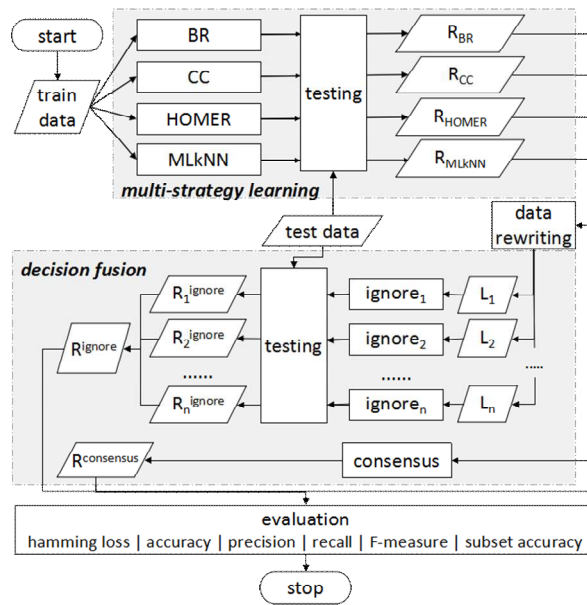 start
train
data
BR
CC
HOMER
MLkNN
testing
R_BR
R_CC
R_HOMER
R_MLkNN
multi-strategy learning
test data
data
rewriting
decision fusion
R_1^ignore
R_2^ignore
......
R_n^ignore
R^ignore
testing
ignore_1
ignore_2
......
ignore_n
L_1
L_2
.....
L_n
R^consensus
consensus
evaluation
hamming loss | accuracy | precision | recall | F-measure | subset accuracy
stop